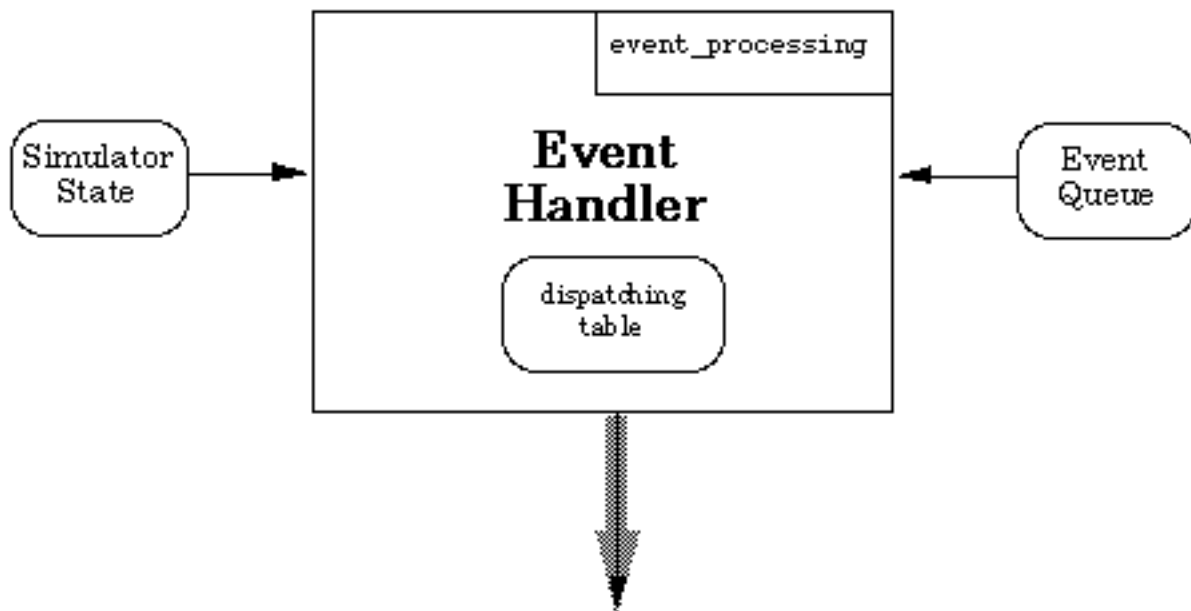 event_processing
Simulator
State
Event
Handler
Event
Queue
dispatching
table